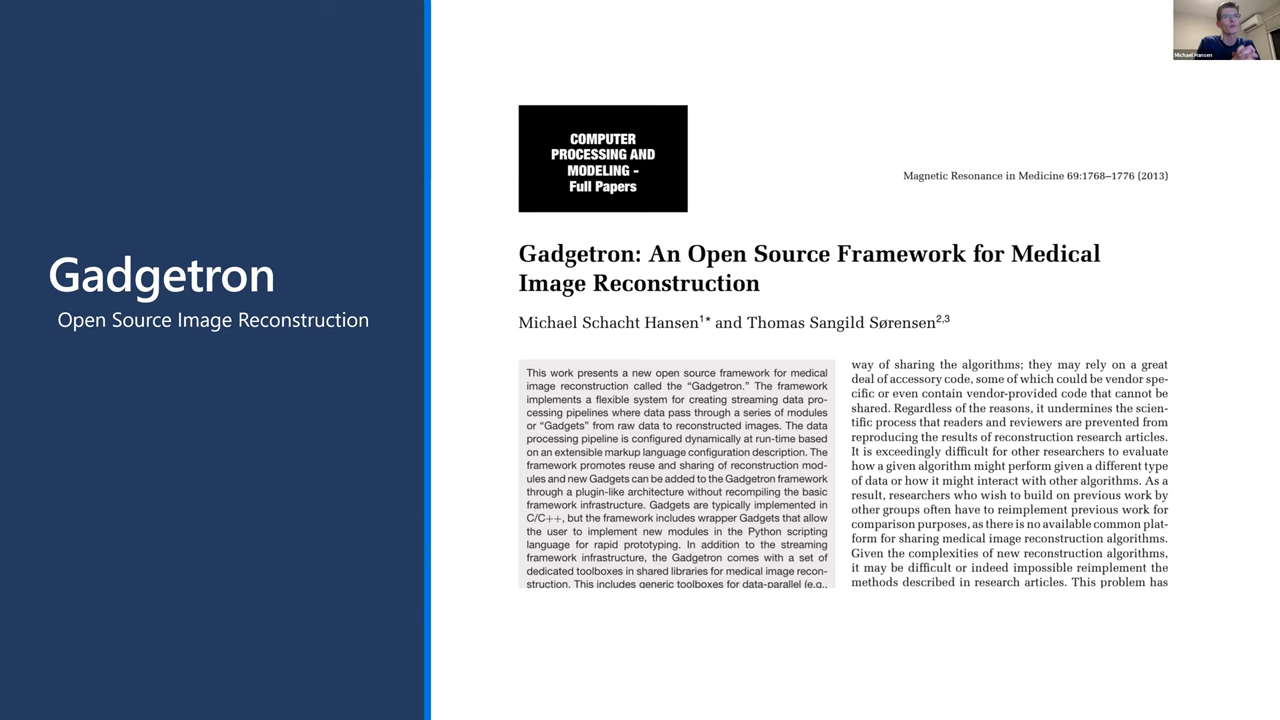 Michael Hansen
Gadgetron
Open Source Image Reconstruction
COMPUTER
PROCESSING AND
MODELING -
Full Papers
Magnetic Resonance in Medicine 69:1768–1776 (2013)
Gadgetron: An Open Source Framework for Medical
Image Reconstruction
Michael Schacht Hansen1* and Thomas Sangild Sørensen2,3
This work presents a new open source framework for medical
image reconstruction called the “Gadgetron.” The framework
implements a flexible system for creating streaming data pro-
cessing pipelines where data pass through a series of modules
or “Gadgets” from raw data to reconstructed images. The data
processing pipeline is configured dynamically at run-time based
on an extensible markup language configuration description. The
framework promotes reuse and sharing of reconstruction mod-
ules and new Gadgets can be added to the Gadgetron framework
through a plugin-like architecture without recompiling the basic
framework infrastructure. Gadgets are typically implemented in
C/C++, but the framework includes wrapper Gadgets that allow
the user to implement new modules in the Python scripting
language for rapid prototyping. In addition to the streaming
framework infrastructure, the Gadgetron comes with a set of
dedicated toolboxes in shared libraries for medical image recon-
struction. This includes generic toolboxes for data-parallel (e.g.,
way of sharing the algorithms; they may rely on a great
deal of accessory code, some of which could be vendor spe-
cific or even contain vendor-provided code that cannot be
shared. Regardless of the reasons, it undermines the scien-
tific process that readers and reviewers are prevented from
reproducing the results of reconstruction research articles.
It is exceedingly difficult for other researchers to evaluate
how a given algorithm might perform given a different type
of data or how it might interact with other algorithms. As a
result, researchers who wish to build on previous work by
other groups often have to reimplement previous work for
comparison purposes, as there is no available common plat-
form for sharing medical image reconstruction algorithms.
Given the complexities of new reconstruction algorithms,
it may be difficult or indeed impossible reimplement the
methods described in research articles. This problem has